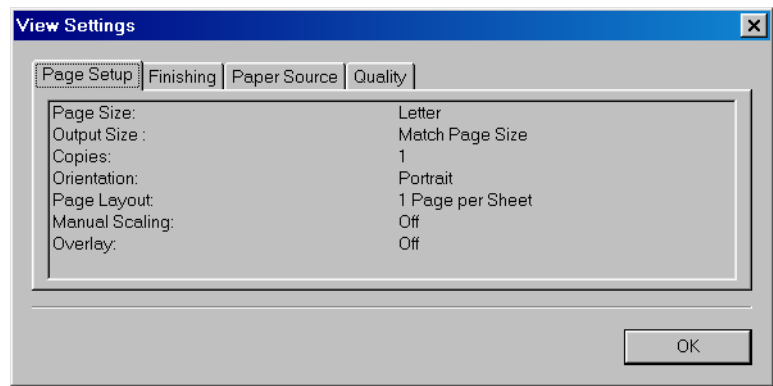 View Settings
Page Setup Finishing Paper Source Quality
Page Size: Letter
Output Size : Match Page Size
Copies: 1
Orientation: Portrait
Page Layout: 1 Page per Sheet
Manual Scaling: Off
Overlay: Off
OK